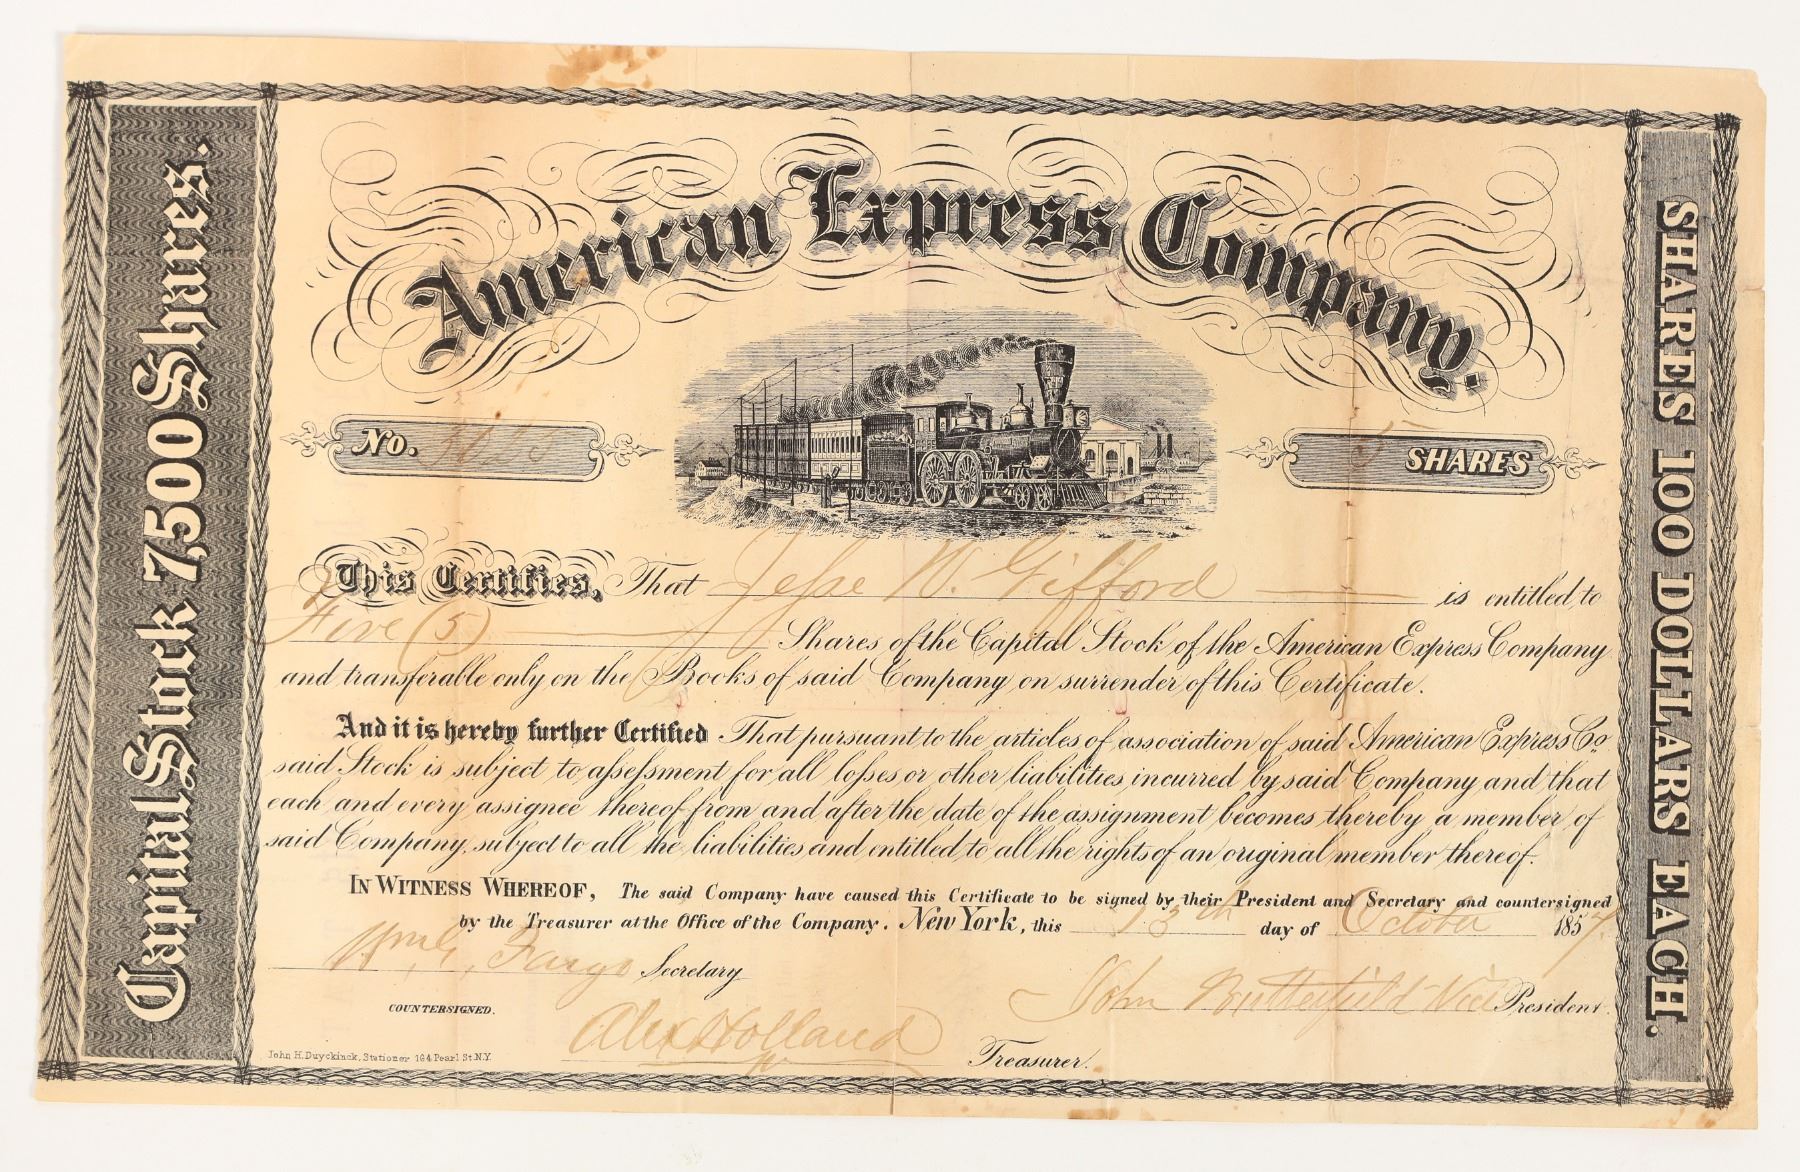 American Express Company.
Capital Stock 7,500 Shares.
SHARES 100 DOLLARS EACH.
No.
5 SHARES
This Certifies, That Jesse W. Gifford is entitled to
Five (5) Shares of the Capital Stock of the American Express Company
and transferable only on the Books of said Company on surrender of this Certificate.
And it is hereby further Certified That pursuant to the articles of association of said American Express Co.
said Stock is subject to assessment for all losses or other liabilities incurred by said Company and that
each and every assignee thereof from and after the date of the assignment becomes thereby a member of
said Company, subject to all the liabilities and entitled to all the rights of an original member thereof.
IN WITNESS WHEREOF, The said Company have caused this Certificate to be signed by their President and Secretary and countersigned
by the Treasurer at the Office of the Company. New York, this 13th day of October 1857.
Wm. G. Fargo Secretary
John Butterfield Vice President.
COUNTERSIGNED.
Alex Holland Treasurer.
John H. Duyckinck, Stationer 164 Pearl St. N.Y.